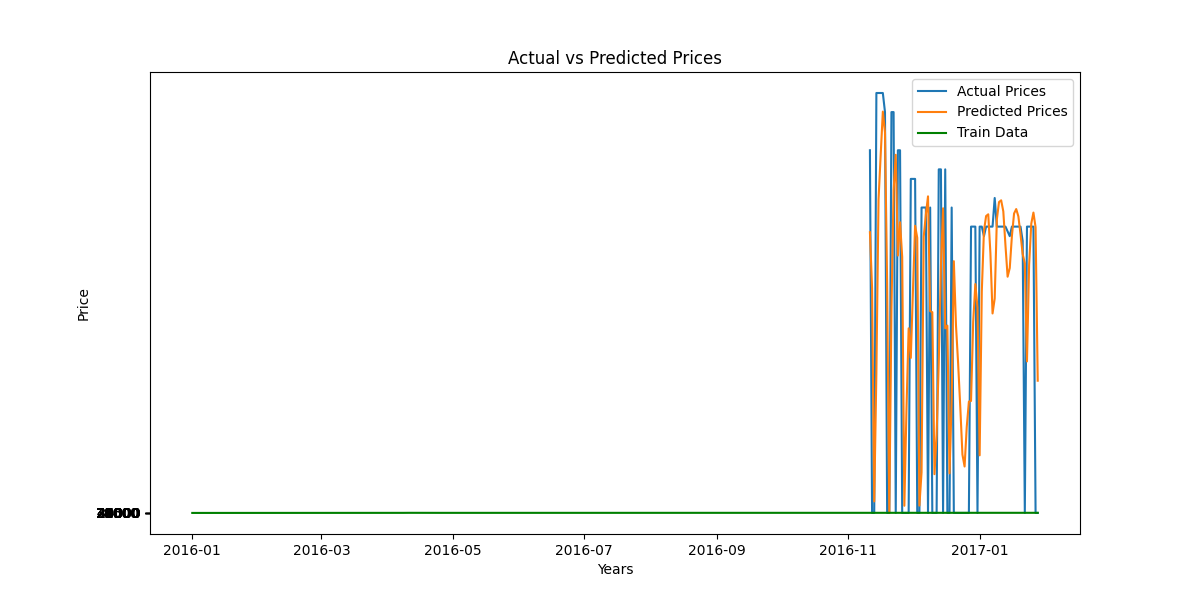 Actual vs Predicted Prices
Actual Prices
Predicted Prices
Train Data
Price
2016-01
2016-03
2016-05
2016-07
2016-09
2016-11
2017-01
Years